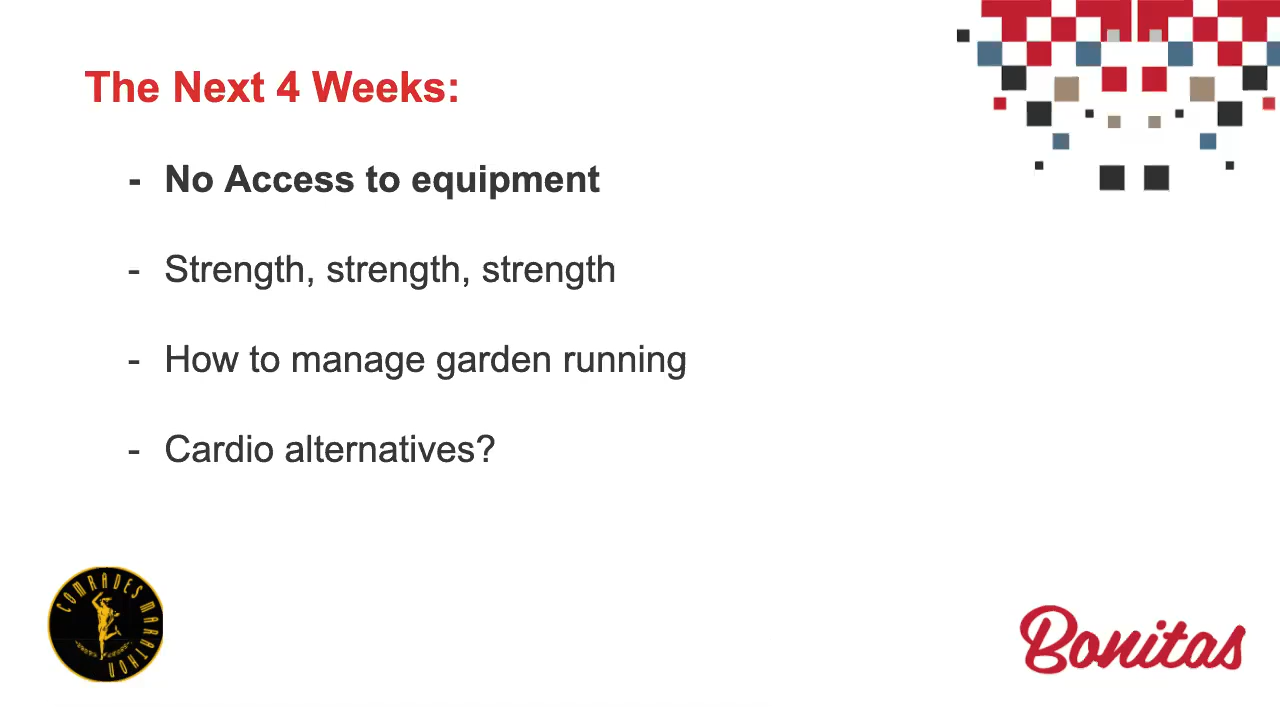 The Next 4 Weeks:
- No Access to equipment
- Strength, strength, strength
- How to manage garden running
- Cardio alternatives?
COMRADES MARATHON
Bonitas